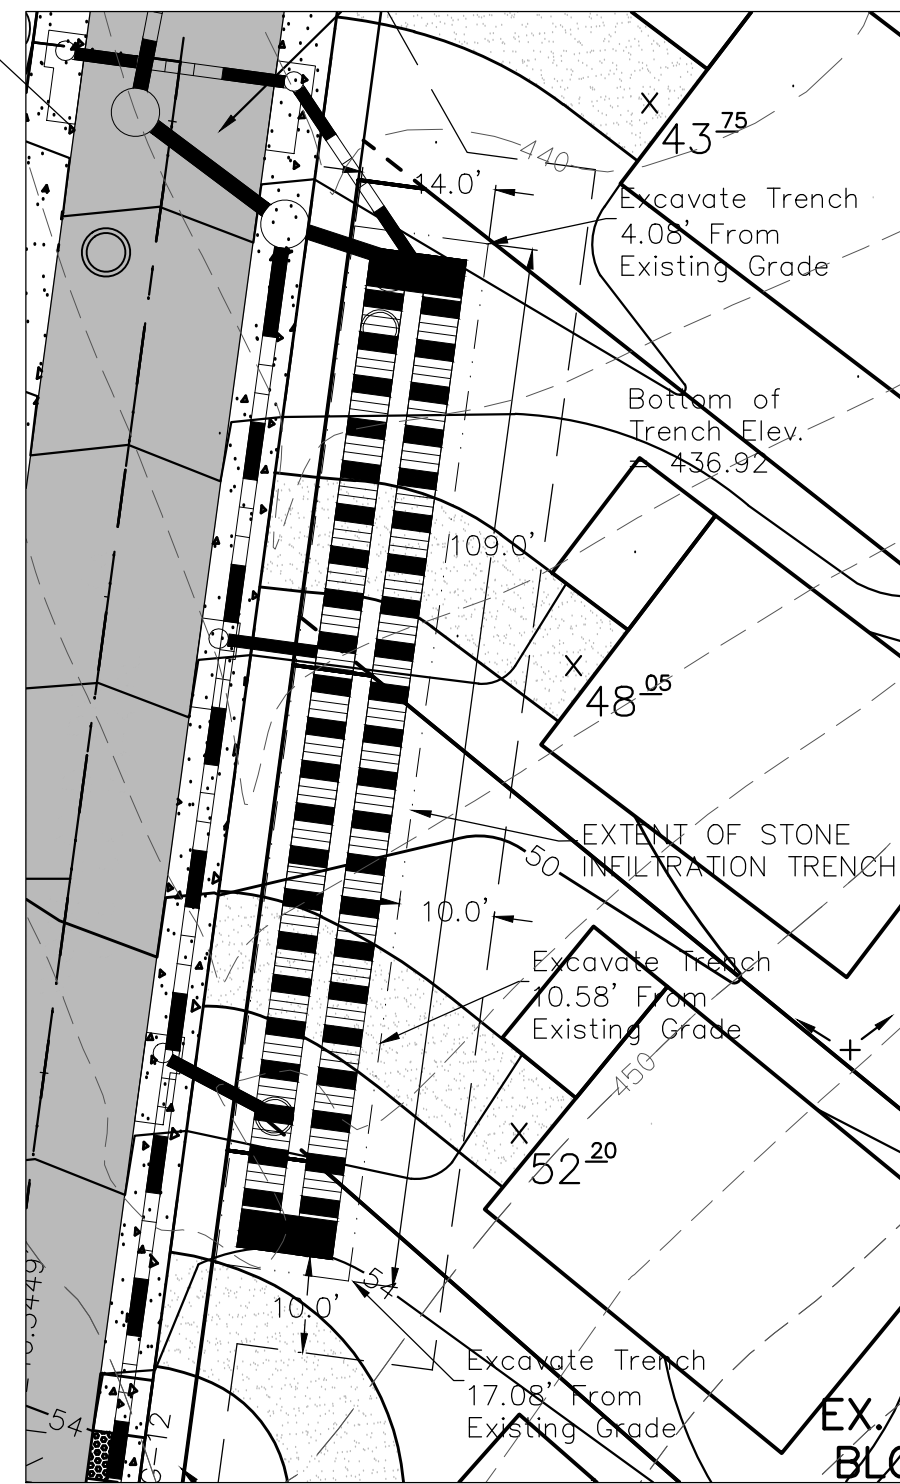 440
43 75
14.0'
Excavate Trench
4.08' From
Existing Grade
Bottom of
Trench Elev.
= 436.92
109.0'
48 05
EXTENT OF STONE
INFILTRATION TRENCH
50
10.0'
Excavate Trench
10.58' From
Existing Grade
450
52 20
54
10.0'
Excavate Trench
17.08' From
Existing Grade
54
EX.